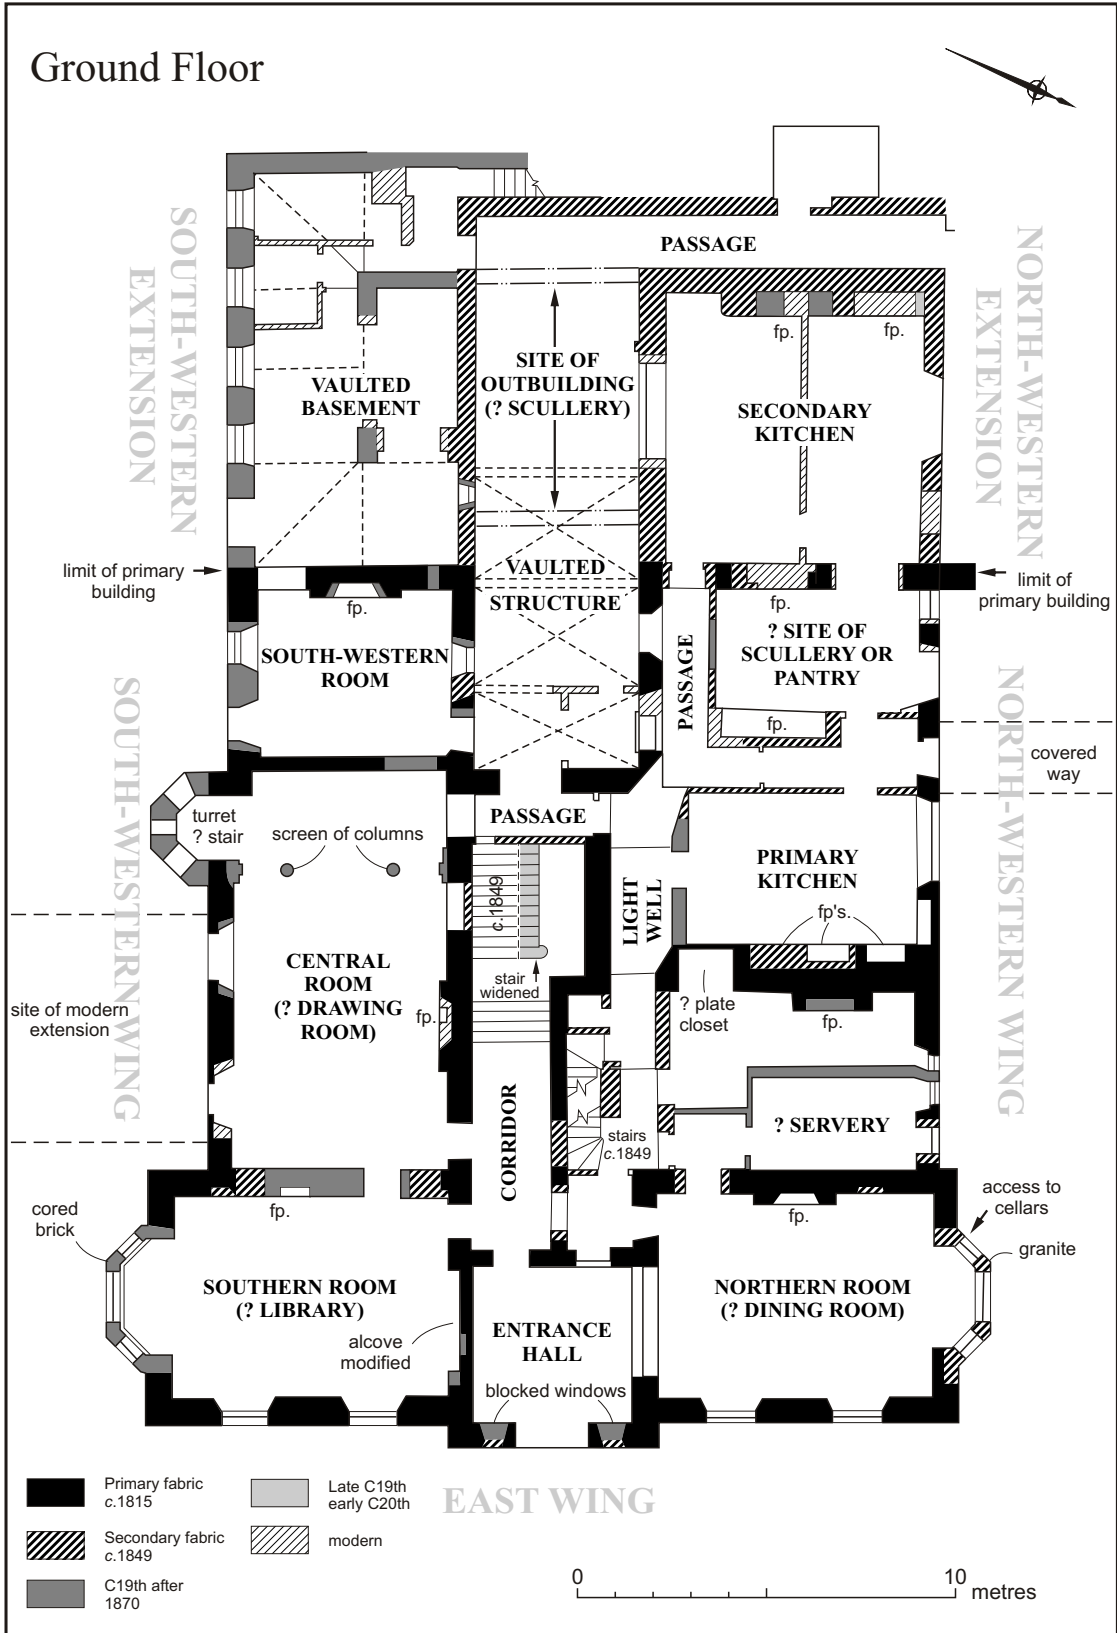 Ground Floor
SOUTH-WESTERN
EXTENSION
NORTH-WESTERN
EXTENSION
PASSAGE
fp.
fp.
SITE OF
OUTBUILDING
(? SCULLERY)
VAULTED
BASEMENT
SECONDARY
KITCHEN
limit of primary
building
fp.
VAULTED
STRUCTURE
fp.
limit of
primary building
SOUTH-WESTERN
ROOM
PASSAGE
? SITE OF
SCULLERY OR
PANTRY
fp.
covered
way
SOUTH-WESTERN WING
NORTH-WESTERN WING
turret
? stair
screen of columns
PASSAGE
c.1849
LIGHT
WELL
PRIMARY
KITCHEN
fp's.
CENTRAL
ROOM
(? DRAWING
ROOM)
fp.
stair
widened
? plate
closet
fp.
site of modern
extension
CORRIDOR
stairs
c.1849
? SERVERY
cored
brick
fp.
fp.
access to
cellars
granite
SOUTHERN ROOM
(? LIBRARY)
NORTHERN ROOM
(? DINING ROOM)
alcove
modified
ENTRANCE
HALL
blocked windows
EAST WING
Primary fabric
c.1815
Secondary fabric
c.1849
C19th after
1870
Late C19th
early C20th
modern
0
10
metres